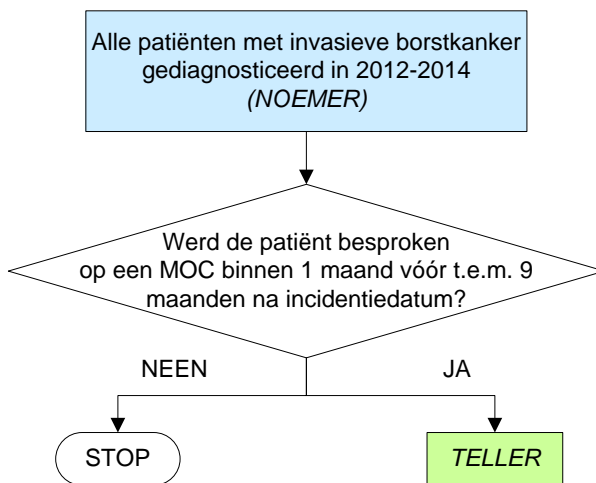 Alle patiënten met invasieve borstkanker
gediagnosticeerd in 2012-2014
(NOEMER)
Werd de patiënt besproken
op een MOC binnen 1 maand vóór t.e.m. 9
maanden na incidentiedatum?
NEEN
JA
STOP
TELLER